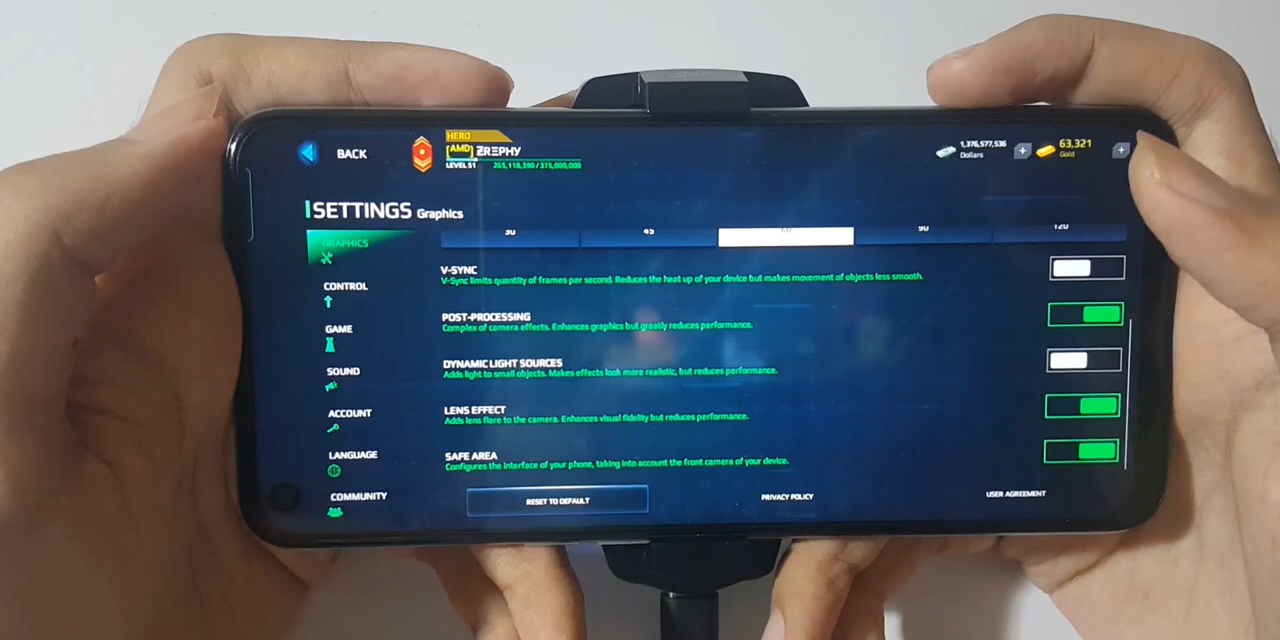 BACK
HERO
[AMD] ZREPHY
LEVEL 51 265,118,390 / 375,000,000
1,376,577,536
Dollars
63,321
Gold
SETTINGS Graphics
30 45 60 90 120
GRAPHICS
CONTROL
GAME
SOUND
ACCOUNT
LANGUAGE
COMMUNITY
V-SYNC
V-Sync limits quantity of frames per second. Reduces the heat up of your device but makes movement of objects less smooth.
POST-PROCESSING
Complex of camera effects. Enhances graphics but greatly reduces performance.
DYNAMIC LIGHT SOURCES
Adds light to small objects. Makes effects look more realistic, but reduces performance.
LENS EFFECT
Adds lens flare to the camera. Enhances visual fidelity but reduces performance.
SAFE AREA
Configures the interface of your phone, taking into account the front camera of your device.
RESET TO DEFAULT
PRIVACY POLICY
USER AGREEMENT